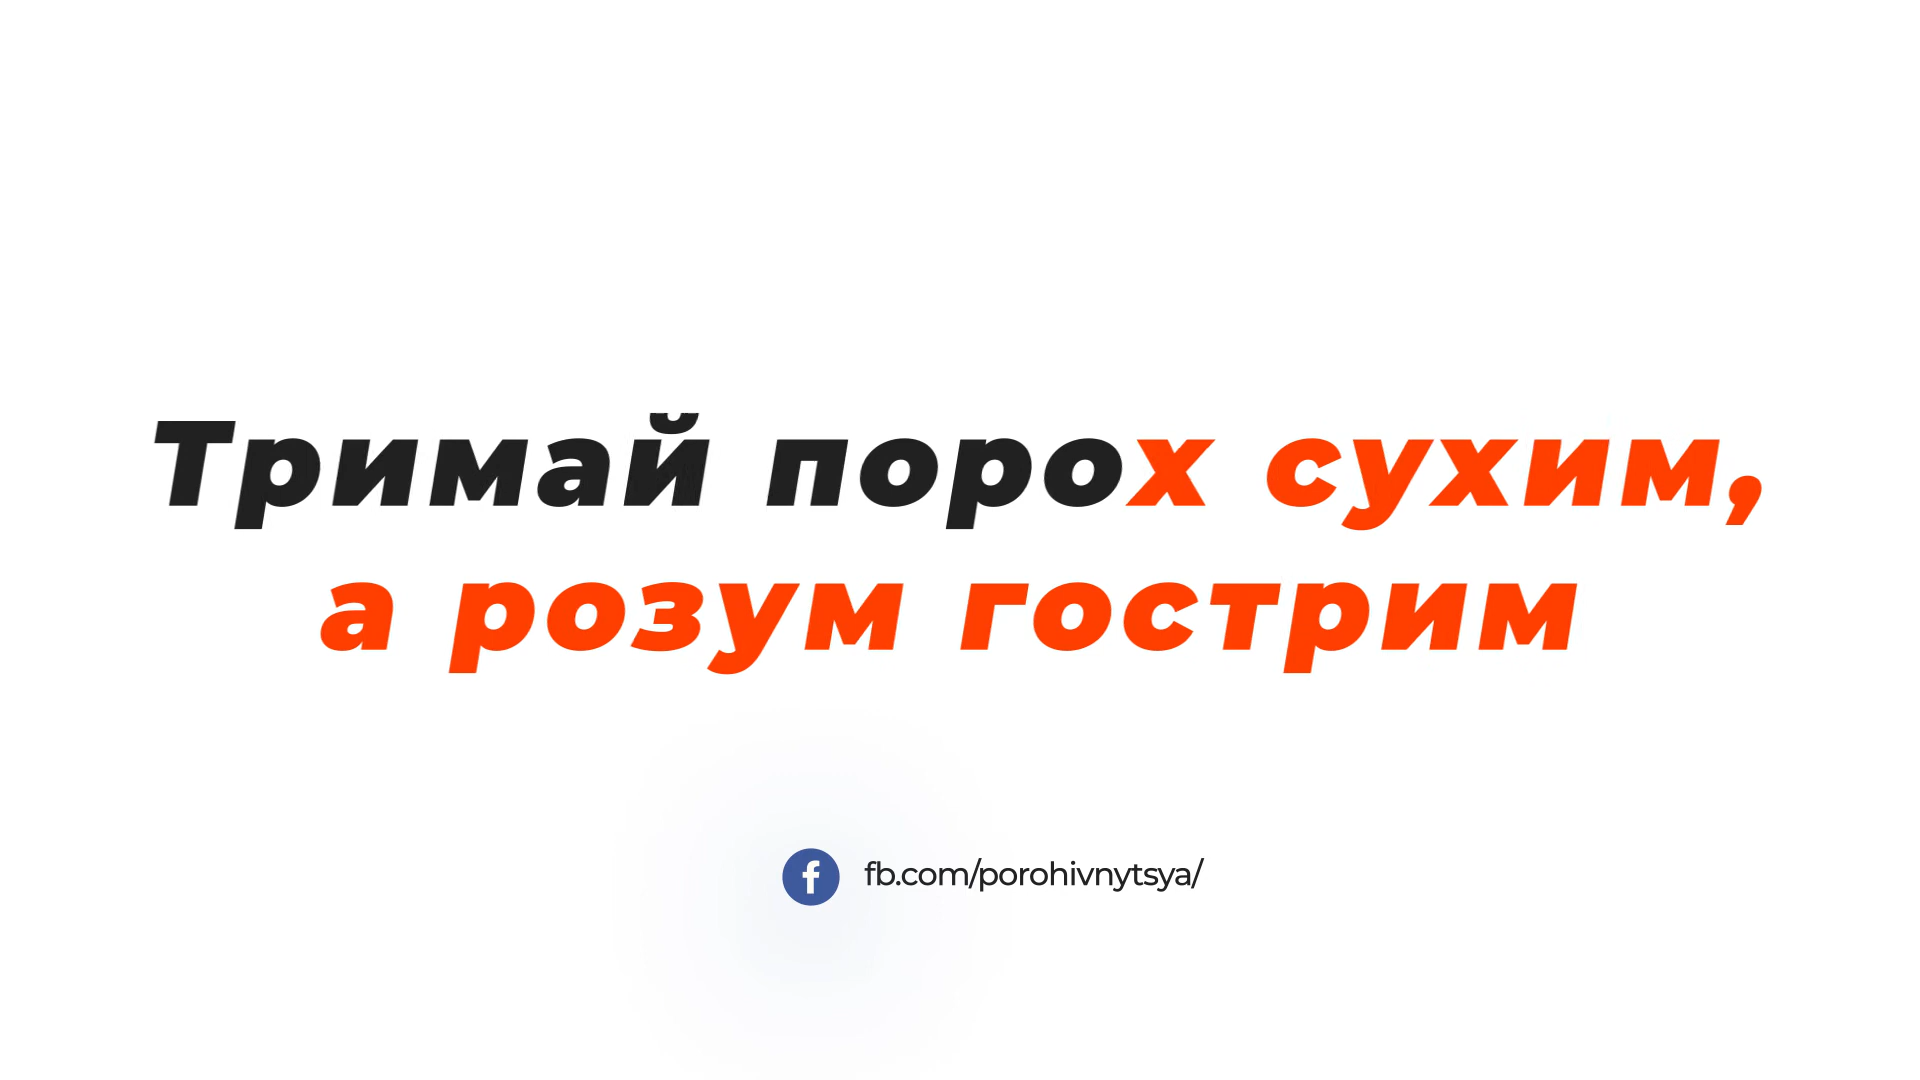 Тримай порох сухим,
а розум гострим
fb.com/porohivnytsya/